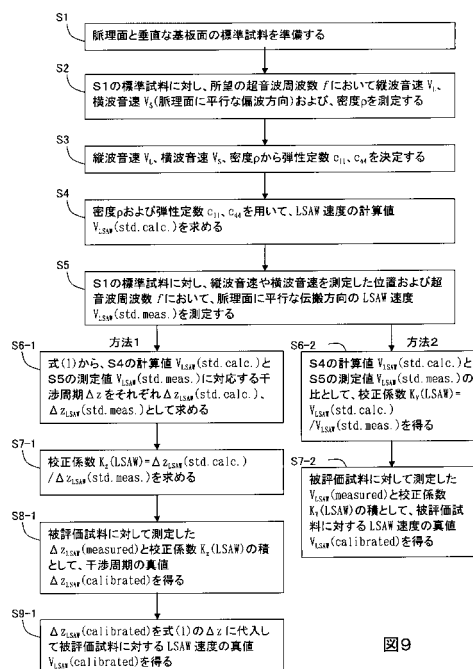 S1
脈理面と垂直な基板面の標準試料を準備する
S2
S1の標準試料に対し、所望の超音波周波数 f において縦波音速 VL、
横波音速 VS(脈理面に平行な偏波方向)および、密度ρを測定する
S3
縦波音速 VL、横波音速 VS、密度ρから弾性定数 c11、c44を決定する
S4
密度ρおよび弾性定数 c11、c44を用いて、LSAW 速度の計算値
VLSAW(std.calc.)を求める
S5
S1の標準試料に対し、縦波音速や横波音速を測定した位置および超
音波周波数 f において、脈理面に平行な伝搬方向の LSAW 速度
VLSAW(std.meas.)を測定する
方法1
S6-1
式(1)から、S4の計算値 VLSAW(std.calc.)と
S5の測定値 VLSAW(std.meas.)に対応する干
渉周期Δzをそれぞれ ΔzLSAW(std.calc.)、
ΔzLSAW(std.meas.)として求める
S7-1
校正係数 Kz(LSAW)=ΔzLSAW(std.calc.)
/ΔzLSAW(std.meas.)を求める
S8-1
被評価試料に対して測定した
ΔzLSAW(measured)と校正係数 Kz(LSAW)の積
として、干渉周期の真値
ΔzLSAW(calibrated)を得る
S9-1
ΔzLSAW(calibrated)を式(1)のΔzに代入し
て被評価試料に対する LSAW 速度の真値
VLSAW(calibrated)を得る
方法2
S6-2
S4の計算値 VLSAW(std.calc.)と
S5の測定値 VLSAW(std.meas.)の
比として、校正係数 KV(LSAW)=
VLSAW(std.calc.)
/VLSAW(std.meas.)を得る
S7-2
被評価試料に対して測定した
VLSAW(measured)と校正係数
KV(LSAW)の積として、被評価試
料に対する LSAW 速度の真値
VLSAW(calibrated)を得る
図9